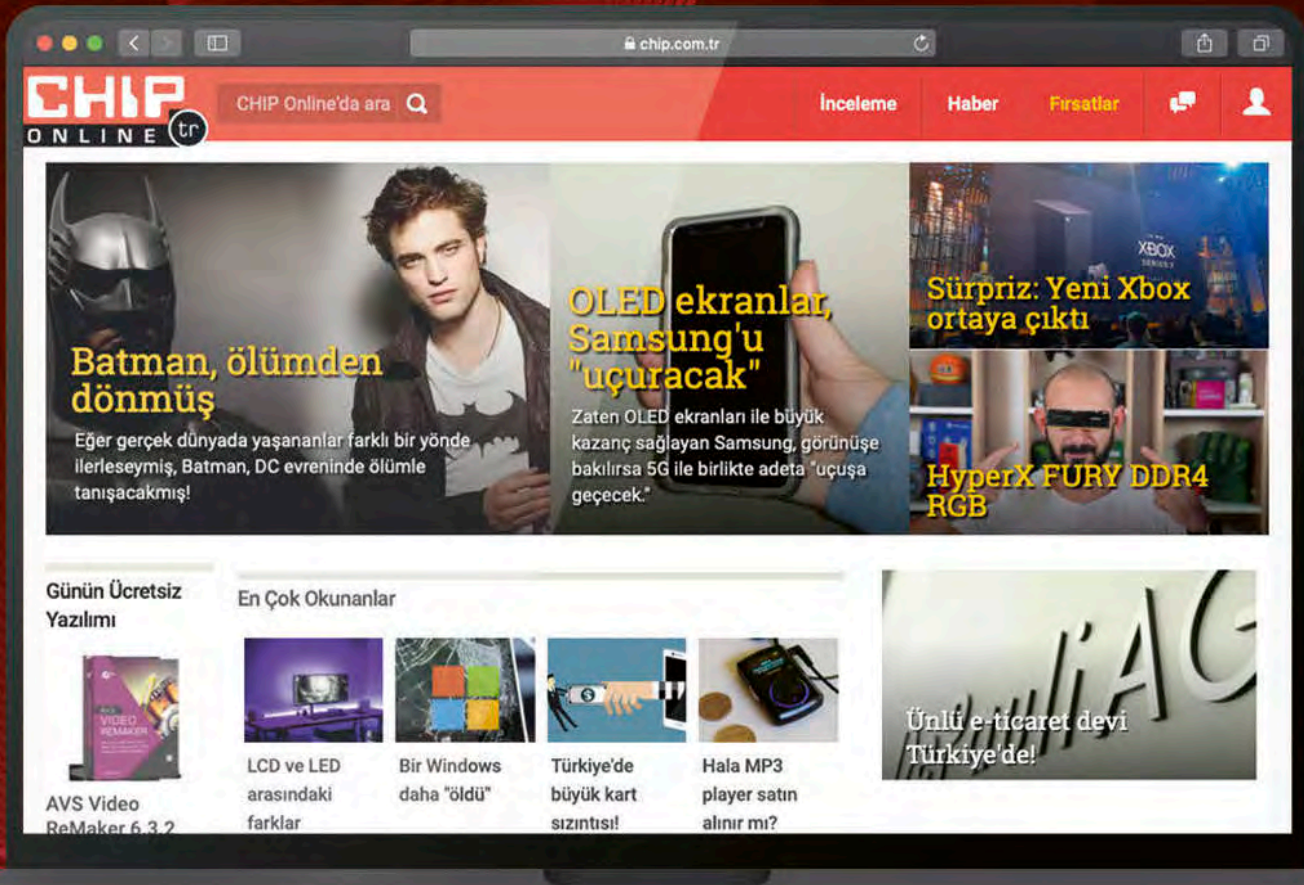 chip.com.tr
CHIP
ONLINE tr
CHIP Online'da ara
İnceleme
Haber
Fırsatlar
Batman, ölümden
dönmüş
Eğer gerçek dünyada yaşananlar farklı bir yönde
ilerleseymiş, Batman, DC evreninde ölümle
tanışacakmış!
OLED ekranlar,
Samsung'u
"uçuracak"
Zaten OLED ekranları ile büyük
kazanç sağlayan Samsung, görünüşe
bakılırsa 5G ile birlikte adeta "uçuşa
geçecek."
XBOX
SERIES X
Sürpriz: Yeni Xbox
ortaya çıktı
HyperX FURY DDR4
RGB
Günün Ücretsiz
Yazılımı
AVS
VIDEO
REMAKER
AVS Video
ReMaker 6.3.2
En Çok Okunanlar
LCD ve LED
arasındaki
farklar
Bir Windows
daha "öldü"
Türkiye'de
büyük kart
sızıntısı!
Hala MP3
player satın
alınır mı?
AG
Ünlü e-ticaret devi
Türkiye'de!